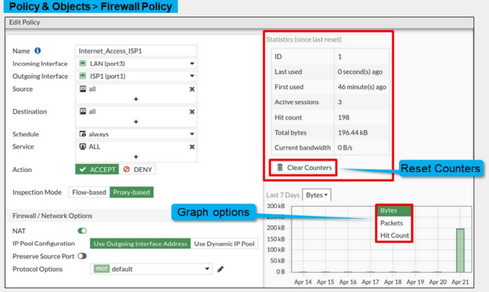 Policy & Objects > Firewall Policy
Edit Policy
Name Internet_Access_ISP1
Incoming Interface LAN (port3)
Outgoing Interface ISP1 (port1)
Source all
+
Destination all
+
Schedule always
Service ALL
+
Action ACCEPT DENY
Inspection Mode Flow-based Proxy-based
Firewall / Network Options
NAT
IP Pool Configuration Use Outgoing Interface Address Use Dynamic IP Pool
Preserve Source Port
Protocol Options PROT default
Statistics (since last reset)
ID 1
Last used 0 second(s) ago
First used 46 minute(s) ago
Active sessions 3
Hit count 198
Total bytes 196.44 kB
Current bandwidth 0 B/s
Clear Counters
Reset Counters
Last 7 Days Bytes
Graph options
Bytes
Packets
Hit Count
300 kB
250 kB
200 kB
150 kB
100 kB
50 kB
0 B
Apr 14 Apr 15 Apr 16 Apr 17 Apr 18 Apr 19 Apr 20 Apr 21